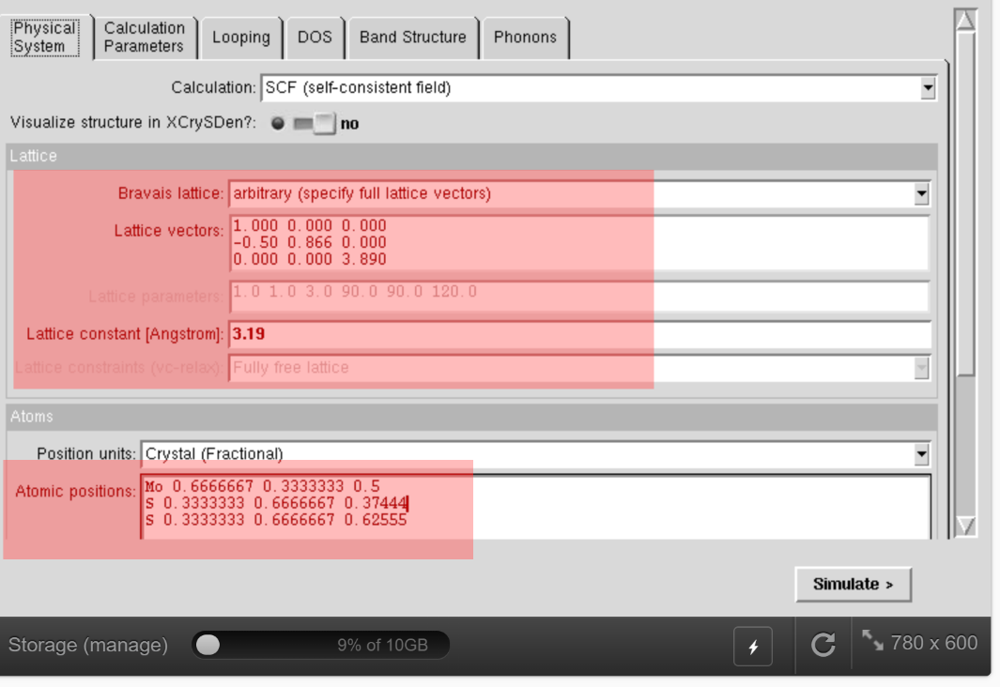 Physical System
Calculation Parameters
Looping
DOS
Band Structure
Phonons
Calculation: SCF (self-consistent field)
Visualize structure in XCrySDen?: no
Lattice
Bravais lattice: arbitrary (specify full lattice vectors)
Lattice vectors: 1.000 0.000 0.000
-0.50 0.866 0.000
0.000 0.000 3.890
Lattice parameters: 1.0 1.0 3.0 90.0 90.0 120.0
Lattice constant [Angstrom]: 3.19
Lattice constraints (vc-relax): Fully free lattice
Atoms
Position units: Crystal (Fractional)
Atomic positions: Mo 0.6666667 0.3333333 0.5
S 0.3333333 0.6666667 0.37444
S 0.3333333 0.6666667 0.62555
Simulate >
Storage (manage) 9% of 10GB 780 x 600